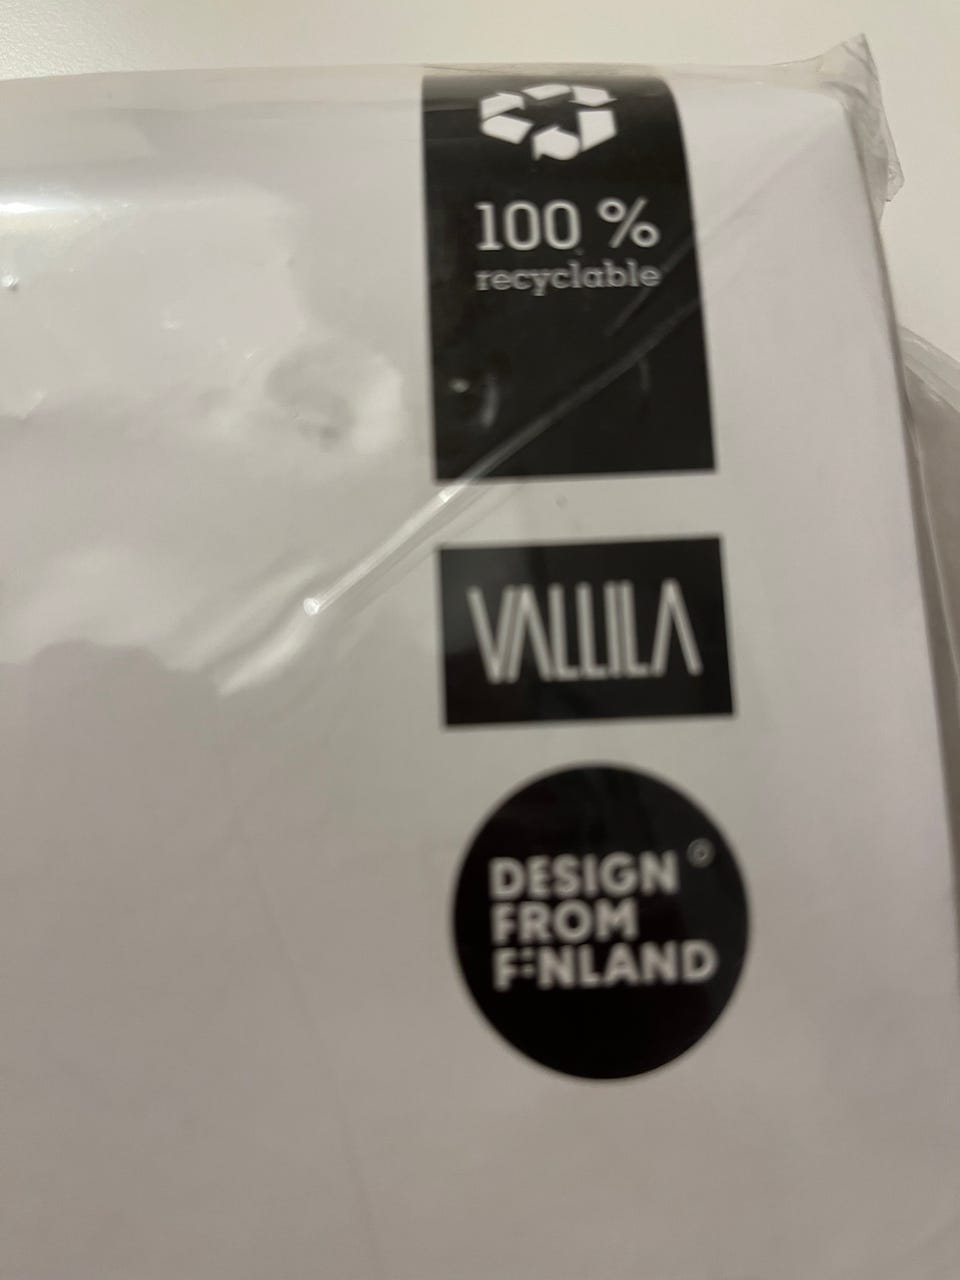 100 %
recyclable
VALLILA
DESIGN
FROM
FINLAND